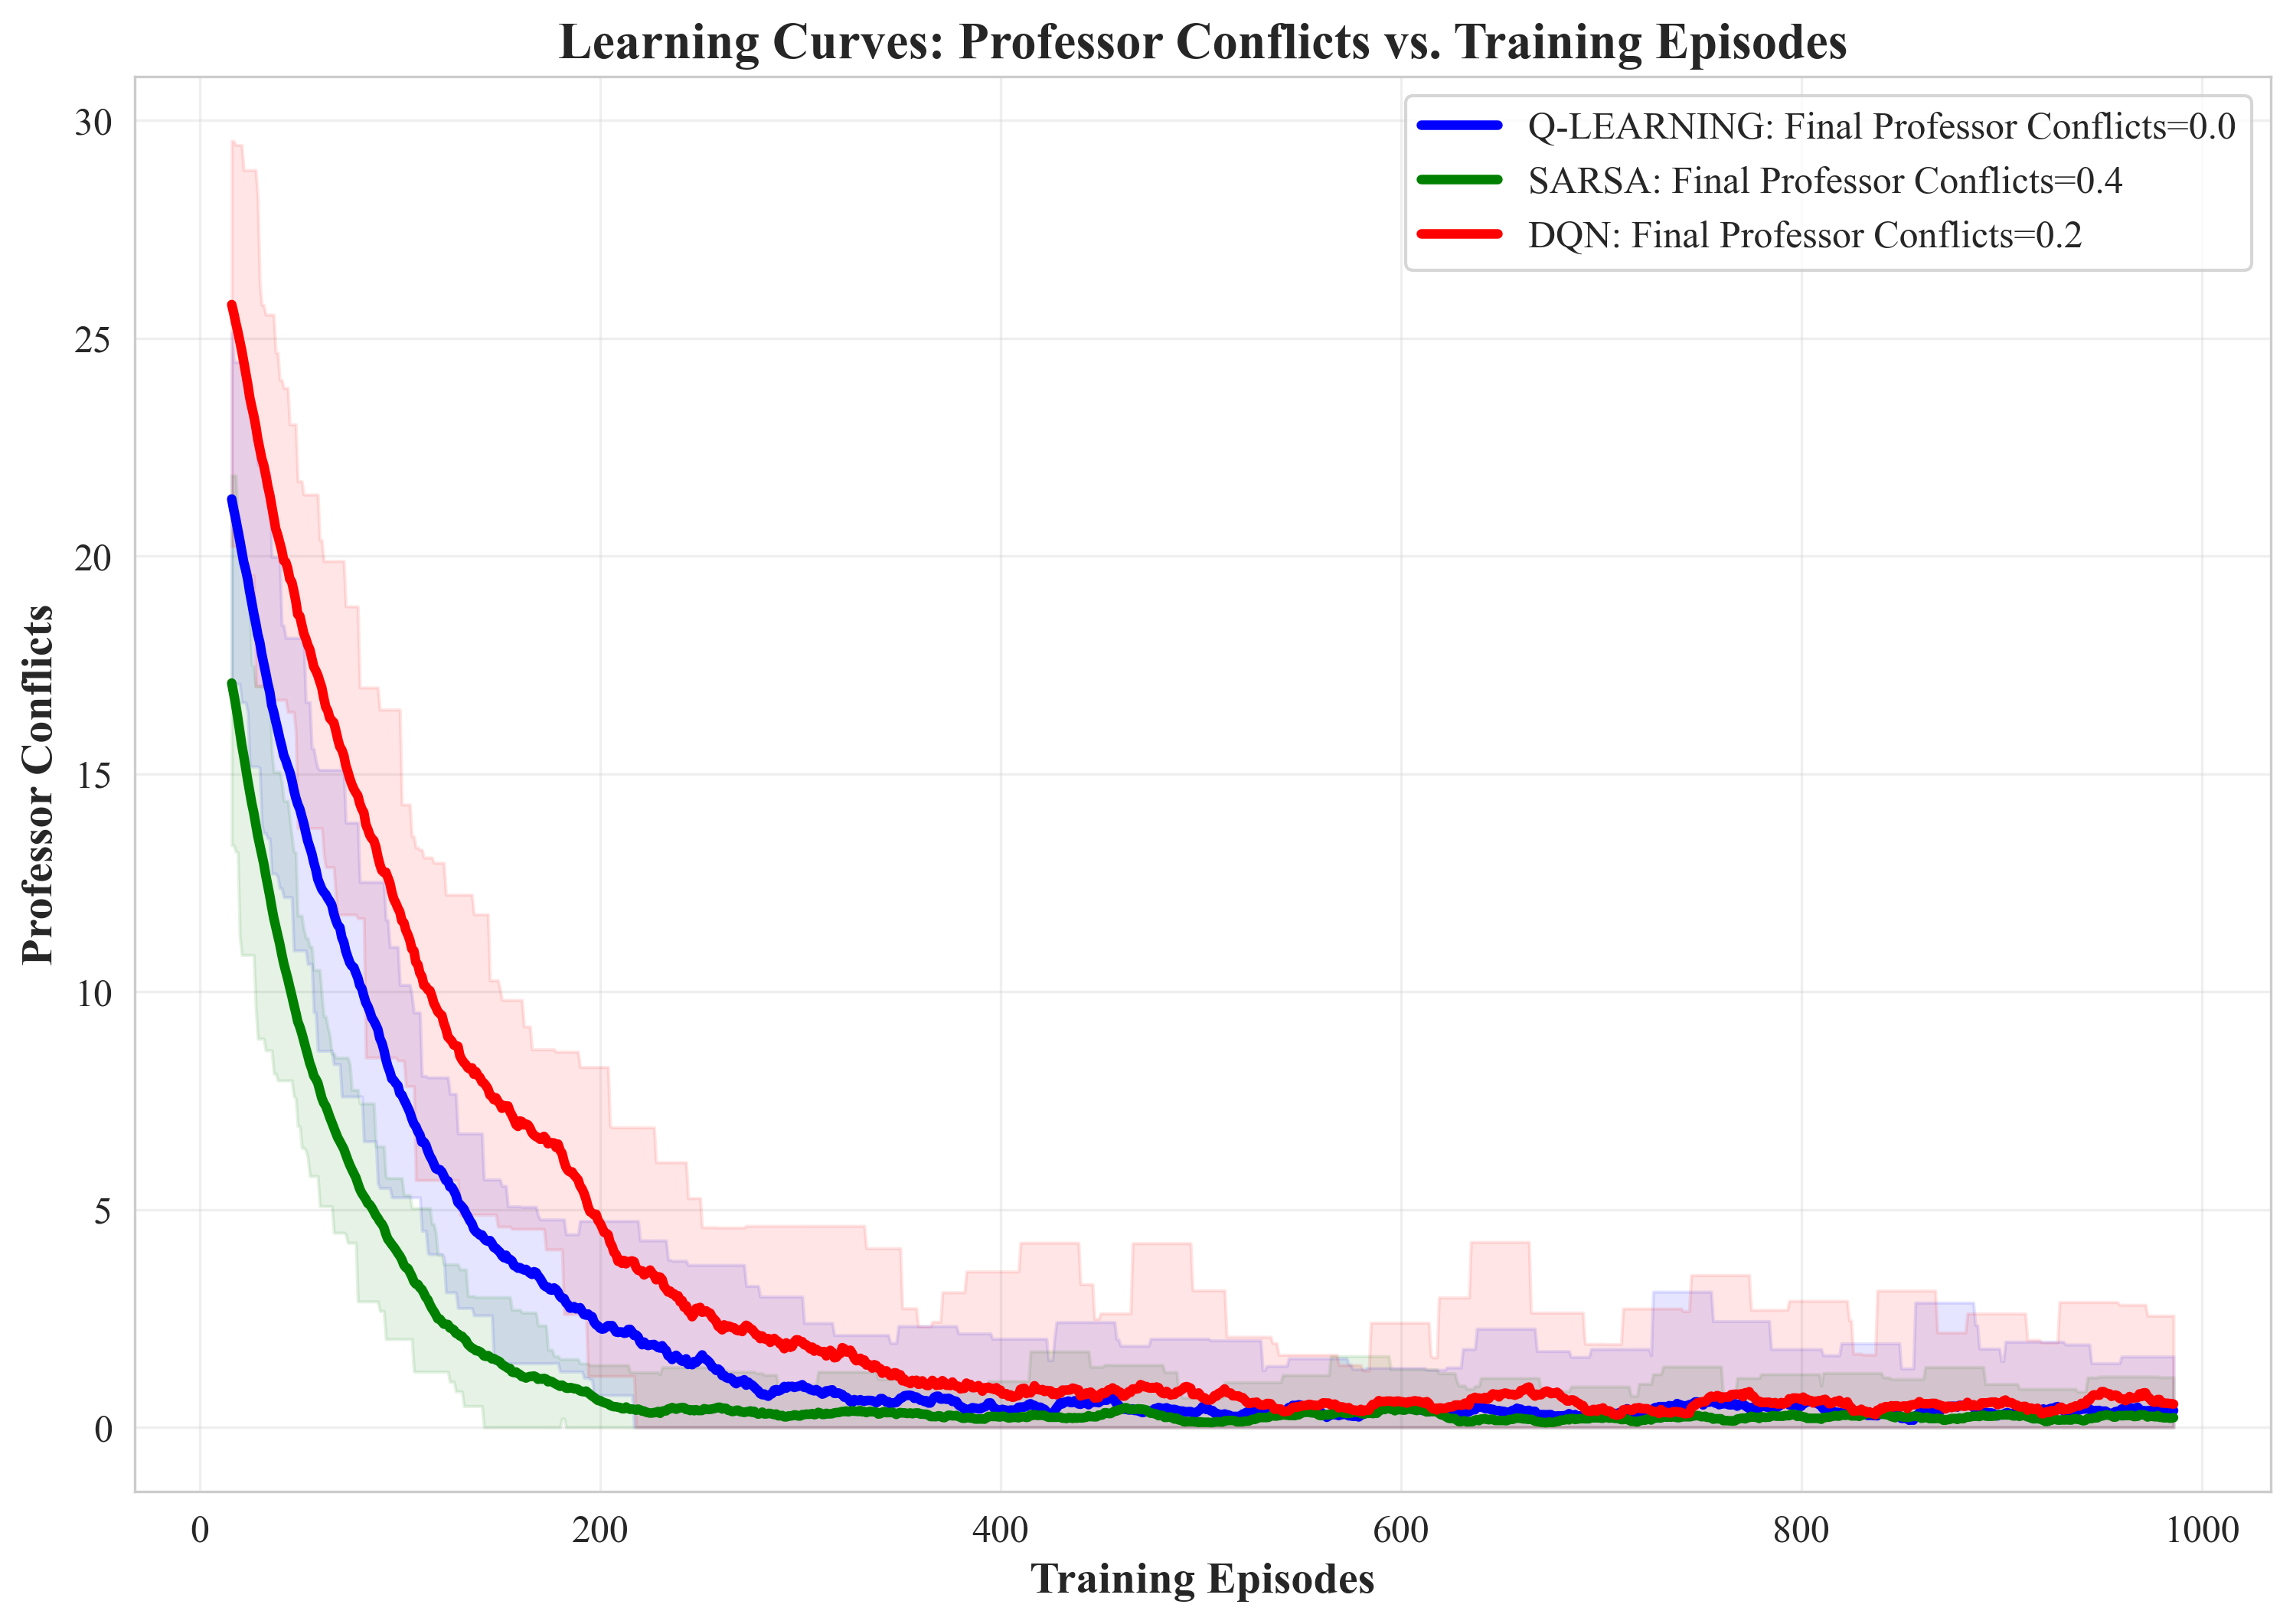 Learning Curves: Professor Conflicts vs. Training Episodes
Q-LEARNING: Final Professor Conflicts=0.0
SARSA: Final Professor Conflicts=0.4
DQN: Final Professor Conflicts=0.2
Professor Conflicts
30
25
20
15
10
5
0
0 200 400 600 800 1000
Training Episodes